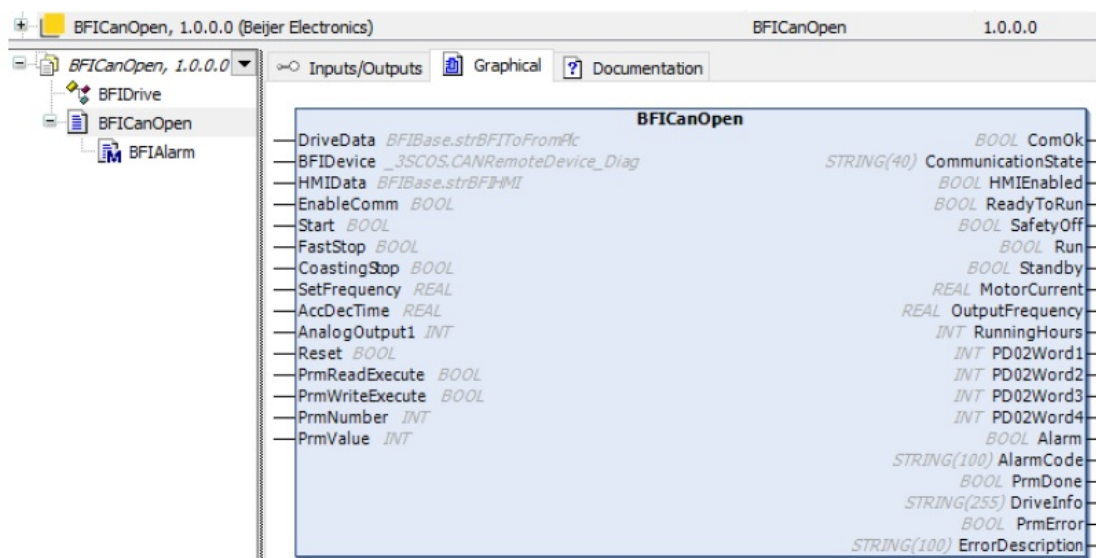 BFICanOpen, 1.0.0.0 (Beijer Electronics) BFICanOpen 1.0.0.0
BFICanOpen, 1.0.0.0
BFIDrive
BFICanOpen
BFIAlarm
Inputs/Outputs Graphical Documentation
BFICanOpen
DriveData BFIBase.strBFIToFromPlc BOOL ComOk
BFIDevice _3SCOS.CANRemoteDevice_Diag STRING(40) CommunicationState
HMIData BFIBase.strBFIHMI BOOL HMIEnabled
EnableComm BOOL BOOL ReadyToRun
Start BOOL BOOL SafetyOff
FastStop BOOL BOOL Run
CoastingStop BOOL BOOL Standby
SetFrequency REAL REAL MotorCurrent
AccDecTime REAL REAL OutputFrequency
AnalogOutput1 INT INT RunningHours
Reset BOOL INT PD02Word1
PrmReadExecute BOOL INT PD02Word2
PrmWriteExecute BOOL INT PD02Word3
PrmNumber INT INT PD02Word4
PrmValue INT BOOL Alarm
STRING(100) AlarmCode
BOOL PrmDone
STRING(255) DriveInfo
BOOL PrmError
STRING(100) ErrorDescription